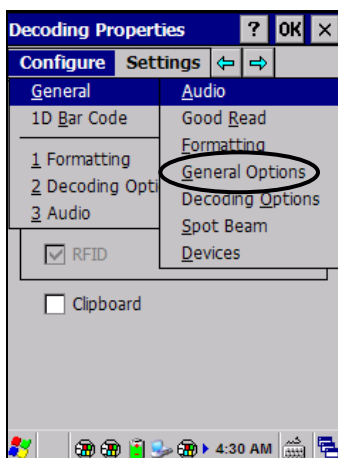 Decoding Properties ? OK ×
Configure Settings
General
1D Bar Code
1 Formatting
2 Decoding Opti
3 Audio
Audio
Good Read
Formatting
General Options
Decoding Options
Spot Beam
Devices
RFID
Clipboard
4:30 AM